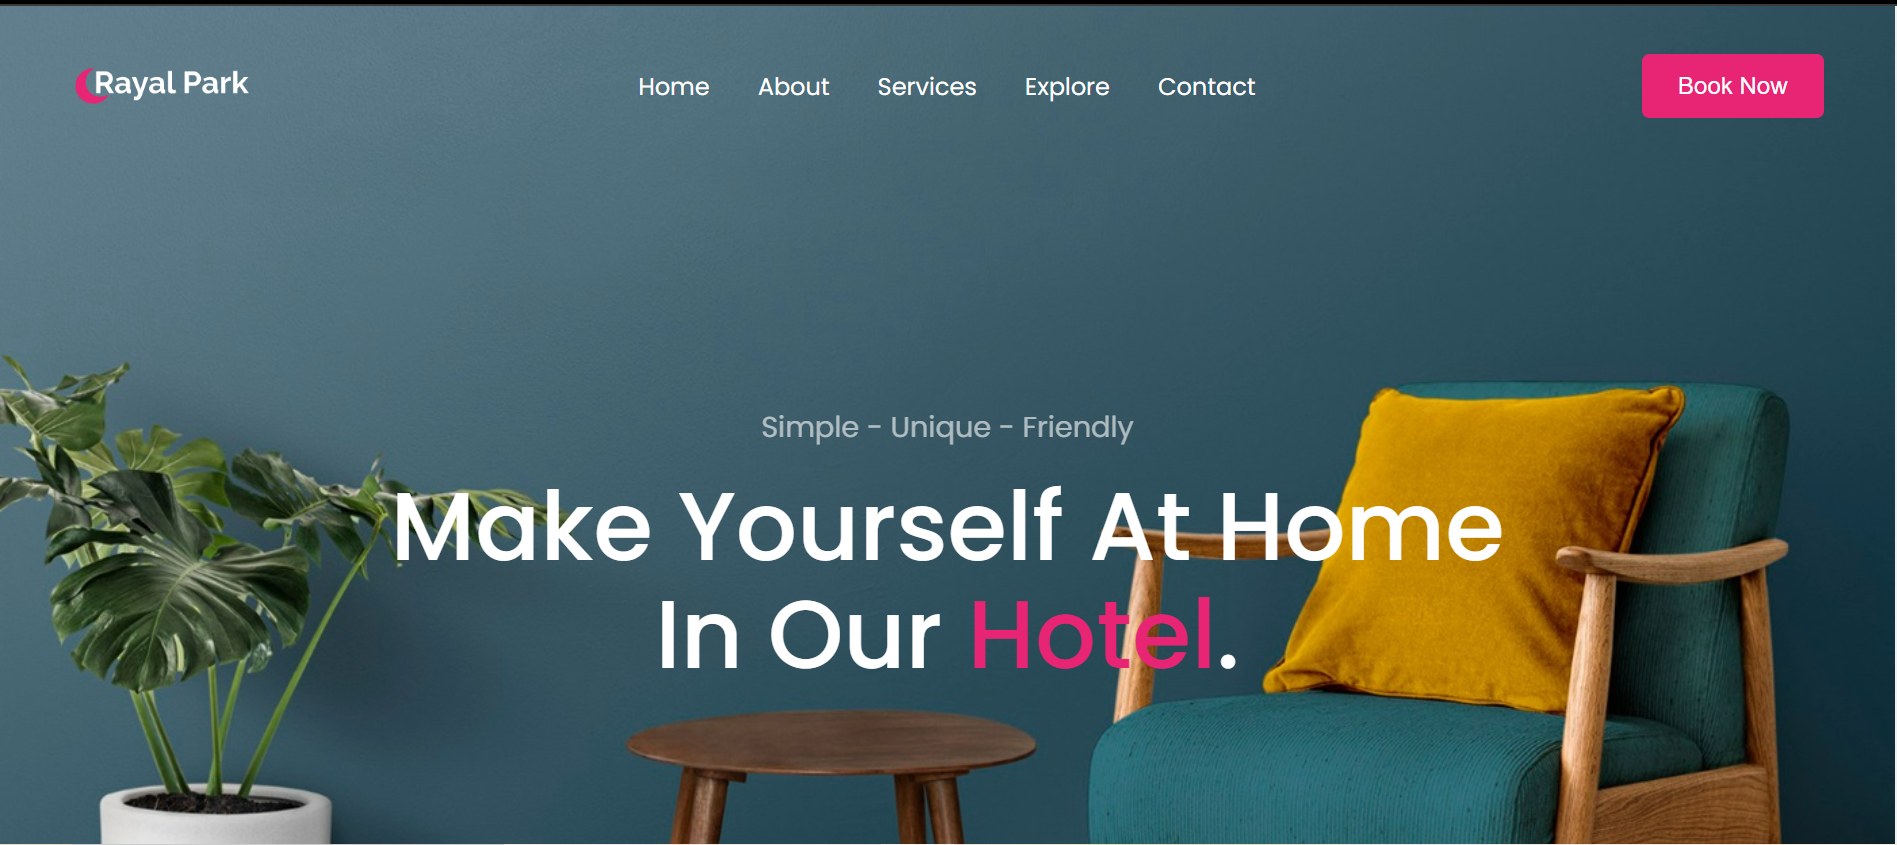 Rayal Park
Home About Services Explore Contact
Book Now
Simple - Unique - Friendly
Make Yourself At Home
In Our Hotel.